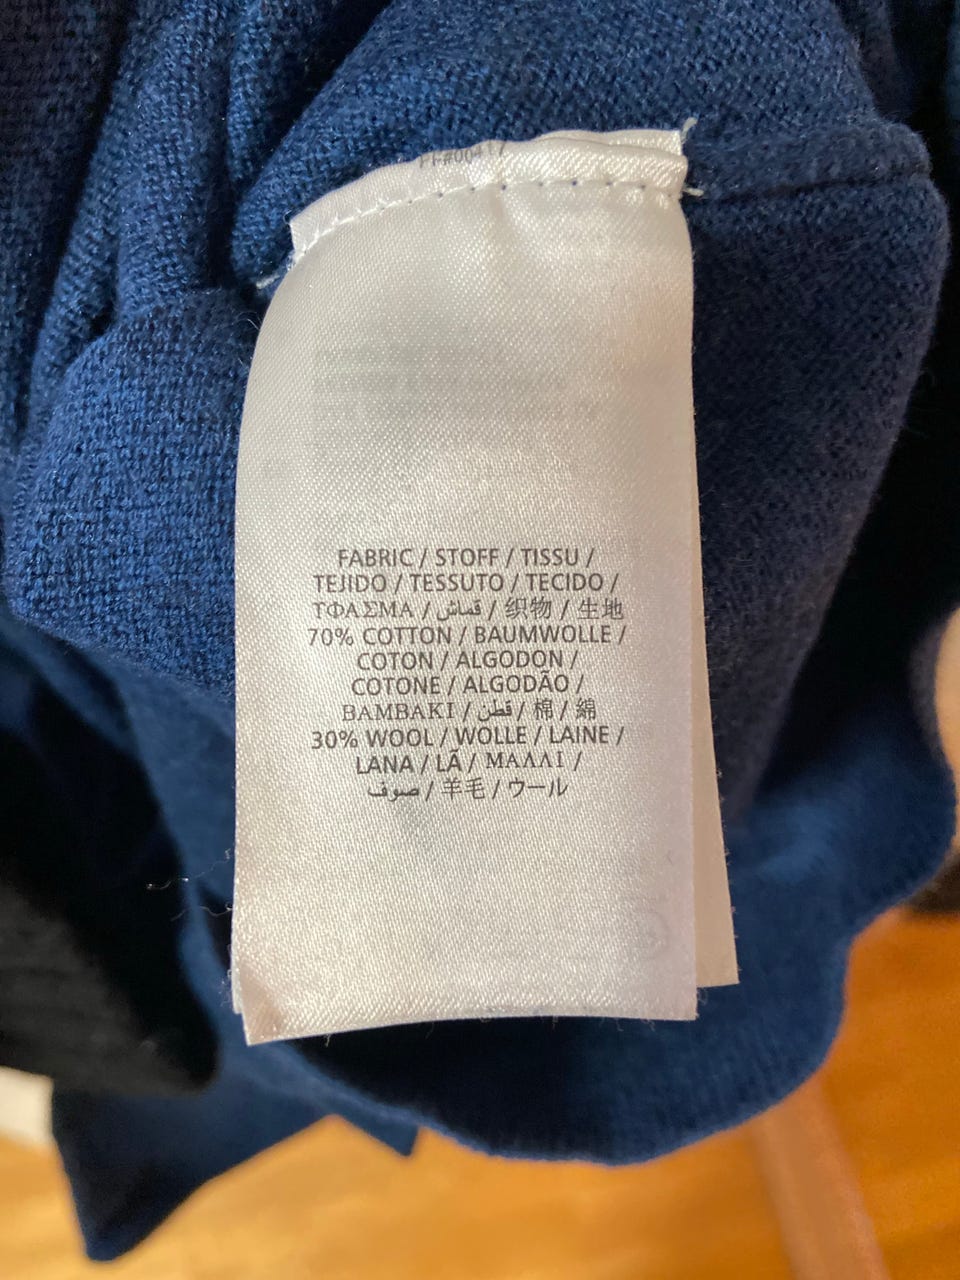 FABRIC / STOFF / TISSU /
TEJIDO / TESSUTO / TECIDO /
ΤΦΑΣΜΑ / قماش / 织物 / 生地
70% COTTON / BAUMWOLLE /
COTON / ALGODON /
COTONE / ALGODÃO /
ΒΑΜΒΑΚΙ / قطن / 棉 / 綿
30% WOOL / WOLLE / LAINE /
LANA / LÃ / ΜΑΛΛΙ /
صوف / 羊毛 / ウール